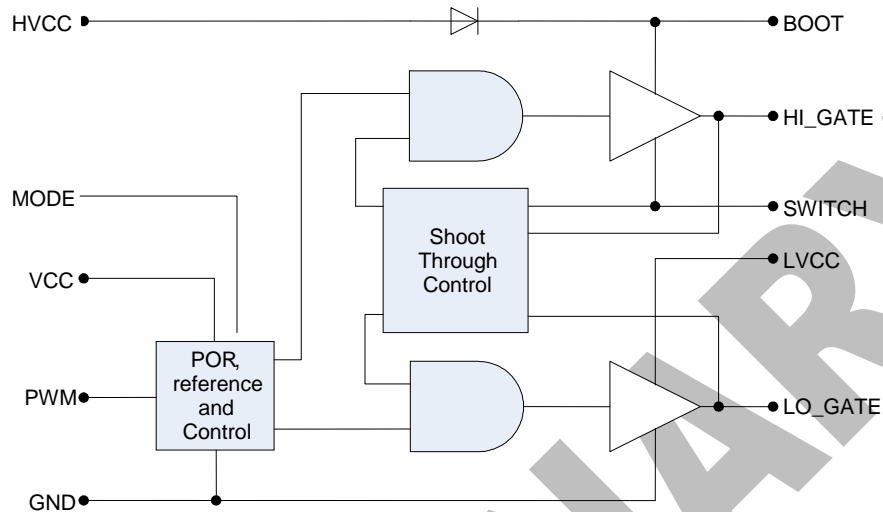 HVCC
BOOT
HI_GATE
MODE
SWITCH
Shoot
Through
Control
LVCC
VCC
POR,
reference
and
Control
PWM
LO_GATE
GND